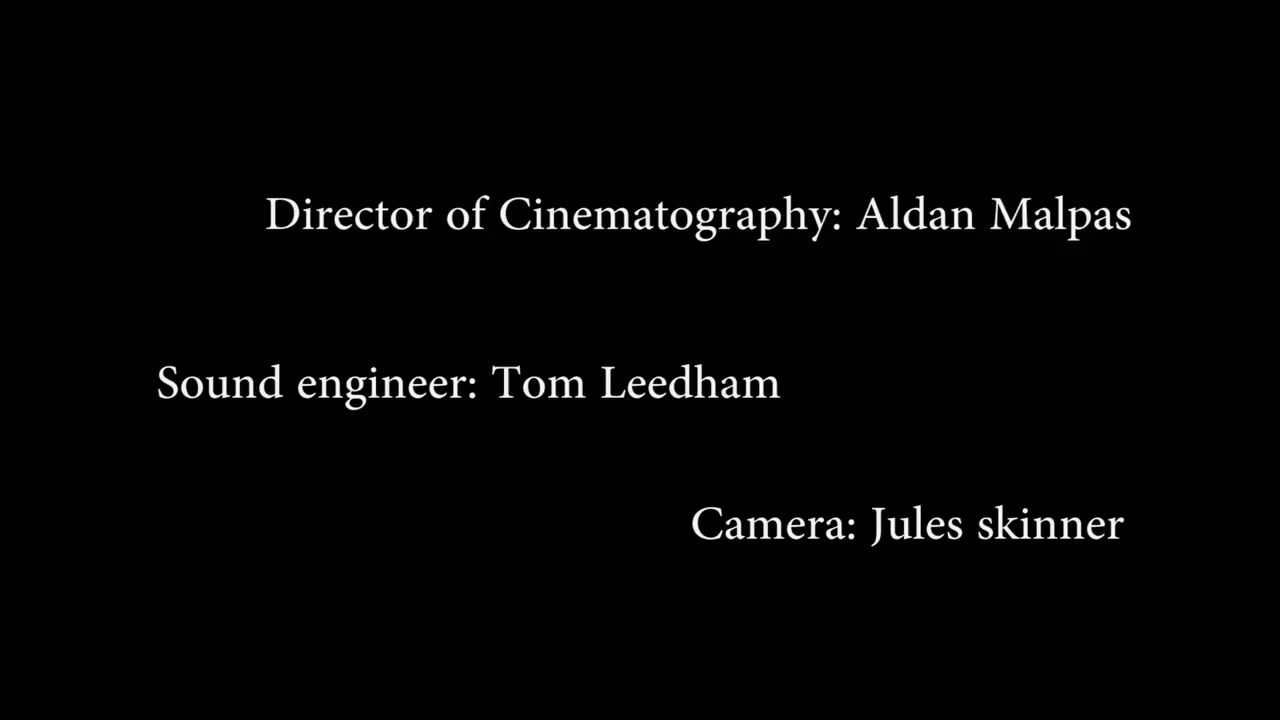 Director of Cinematography: Aldan Malpas
Sound engineer: Tom Leedham
Camera: Jules skinner